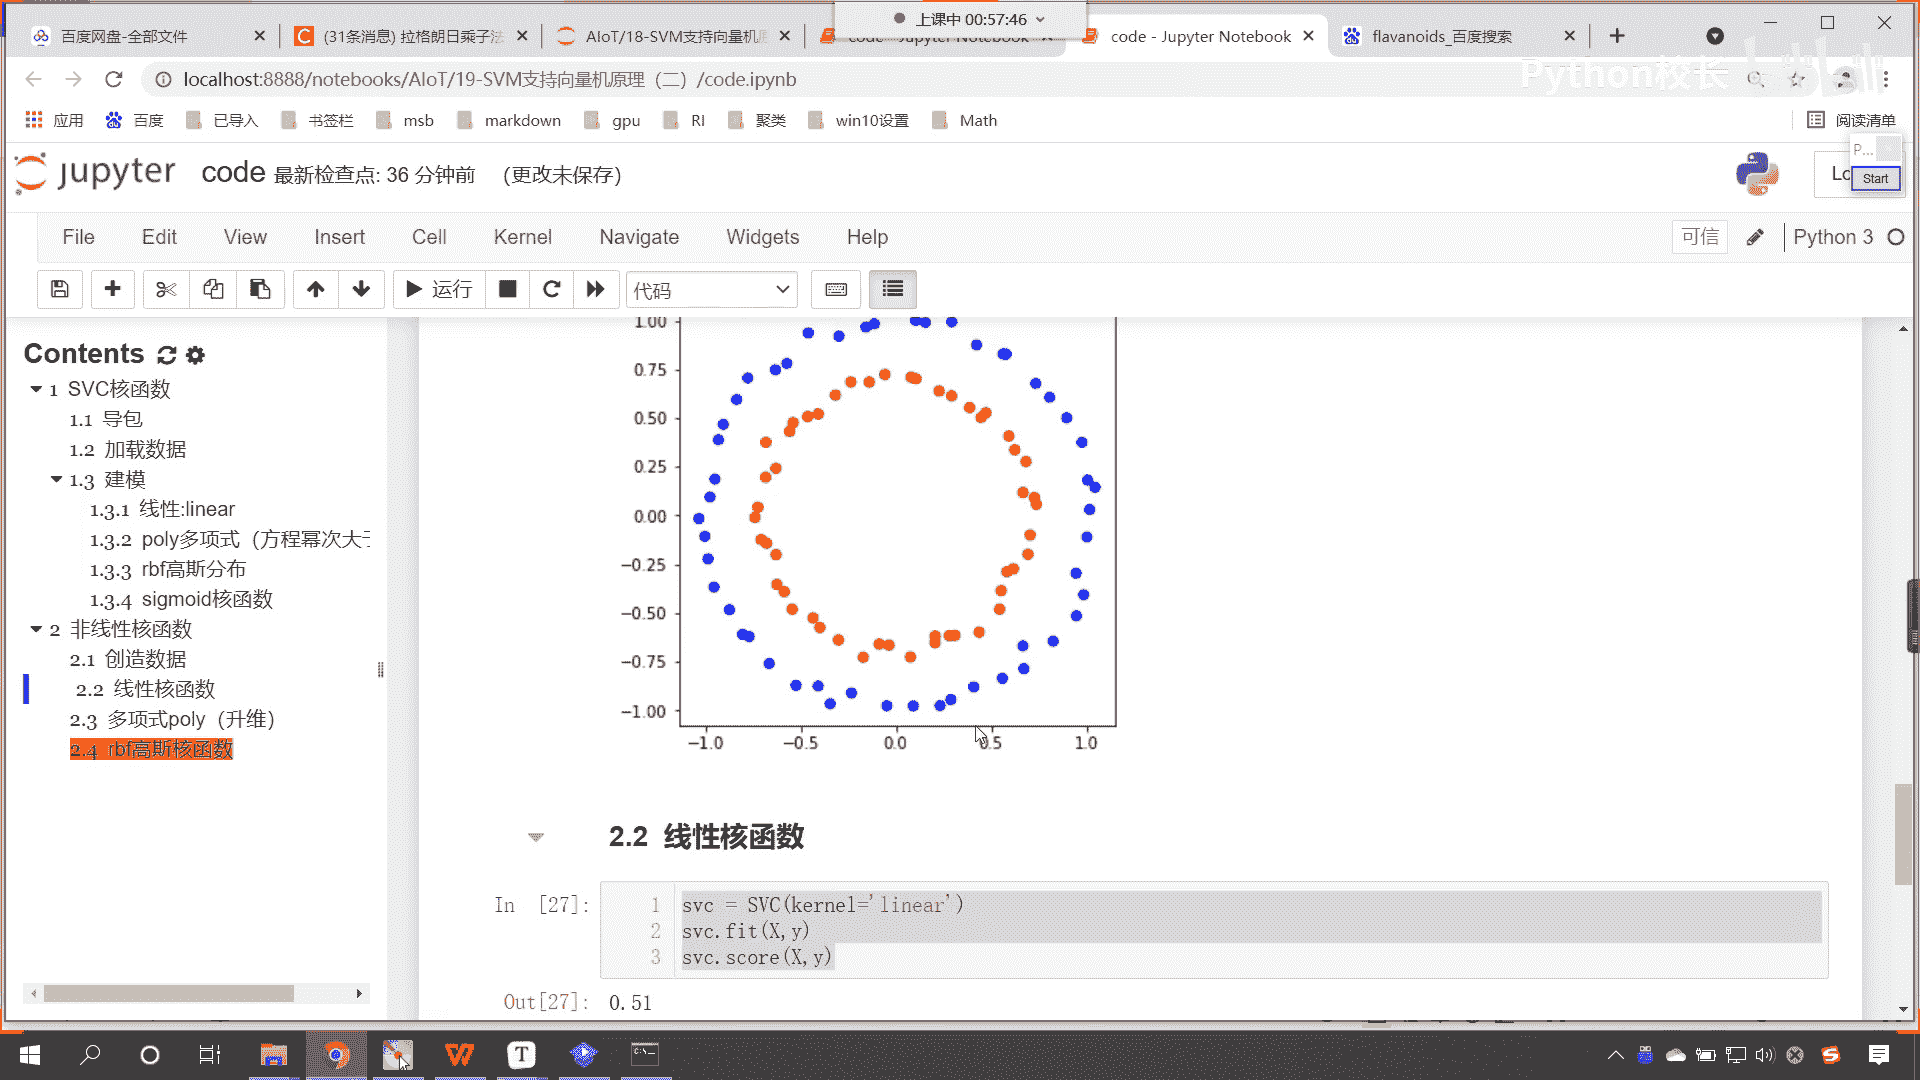 上课中 00:57:46
百度网盘-全部文件
(31条消息) 拉格朗日乘子法
AIoT/18-SVM支持向量机原
code - Jupyter Notebook
code - Jupyter Notebook
flavanoids_百度搜索
localhost:8888/notebooks/AIoT/19-SVM支持向量机原理（二）/code.ipynb
Python校长
应用
百度
已导入
书签栏
msb
markdown
gpu
RI
聚类
win10设置
Math
阅读清单
P...
Start
jupyter
code 最新检查点: 36 分钟前 (更改未保存)
File Edit View Insert Cell Kernel Navigate Widgets Help
可信
Python 3
运行
代码
Contents
1 SVC核函数
1.1 导包
1.2 加载数据
1.3 建模
1.3.1 线性:linear
1.3.2 poly多项式（方程幂次大于
1.3.3 rbf高斯分布
1.3.4 sigmoid核函数
2 非线性核函数
2.1 创造数据
2.2 线性核函数
2.3 多项式poly（升维）
2.4 rbf高斯核函数
1.00
0.75
0.50
0.25
0.00
−0.25
−0.50
−0.75
−1.00
−1.0 −0.5 0.0 0.5 1.0
2.2 线性核函数
In [27]:
1 svc = SVC(kernel='linear')
2 svc.fit(X,y)
3 svc.score(X,y)
Out[27]: 0.51